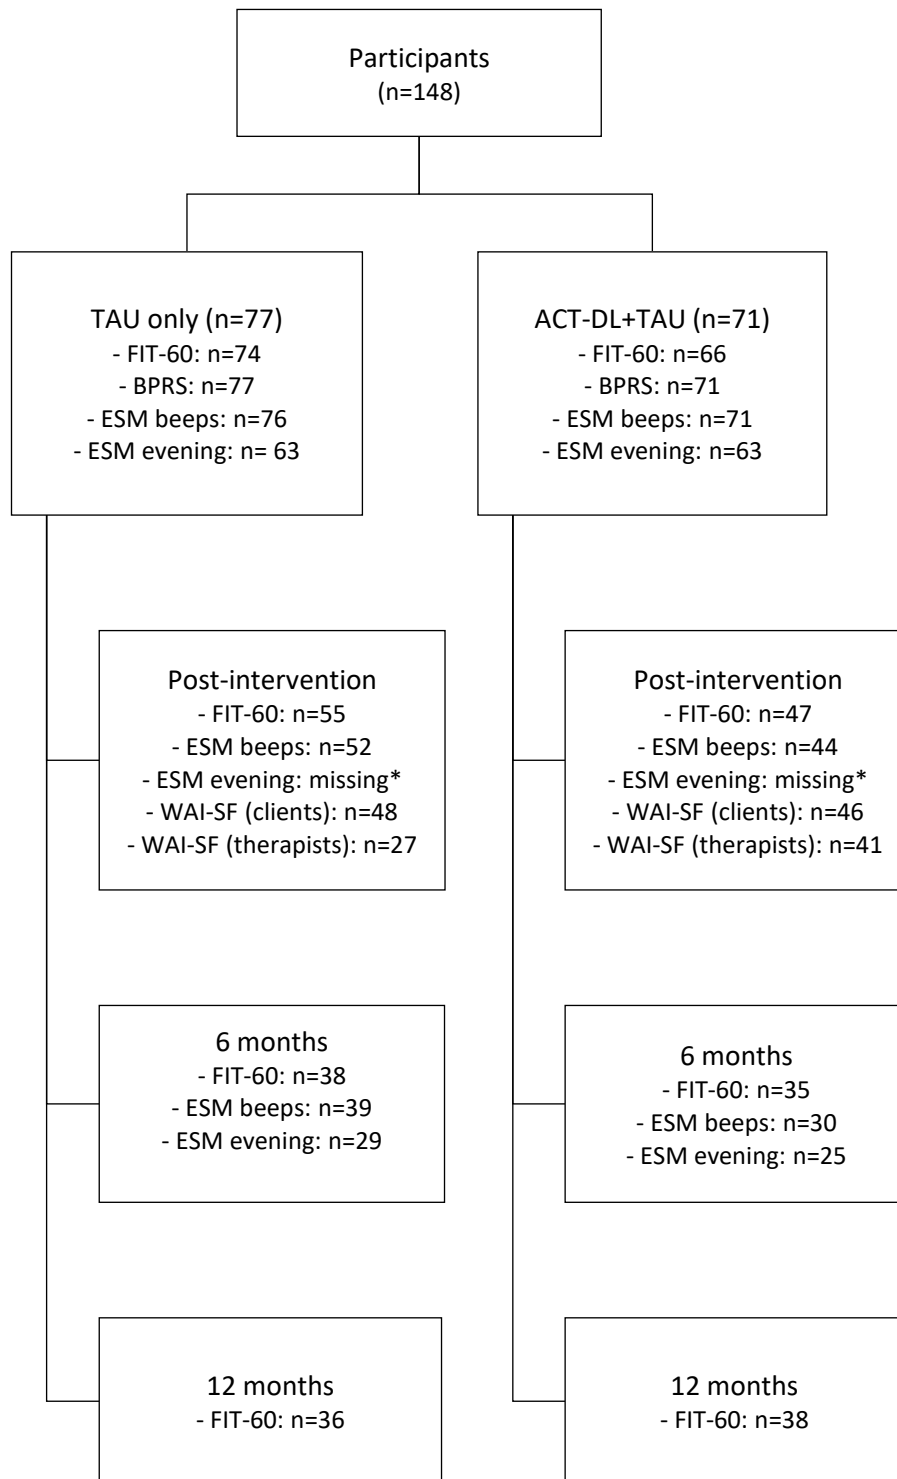 Participants
(n=148)
TAU only (n=77)
- FIT-60: n=74
- BPRS: n=77
- ESM beeps: n=76
- ESM evening: n= 63
ACT-DL+TAU (n=71)
- FIT-60: n=66
- BPRS: n=71
- ESM beeps: n=71
- ESM evening: n=63
Post-intervention
- FIT-60: n=55
- ESM beeps: n=52
- ESM evening: missing*
- WAI-SF (clients): n=48
- WAI-SF (therapists): n=27
Post-intervention
- FIT-60: n=47
- ESM beeps: n=44
- ESM evening: missing*
- WAI-SF (clients): n=46
- WAI-SF (therapists): n=41
6 months
- FIT-60: n=38
- ESM beeps: n=39
- ESM evening: n=29
6 months
- FIT-60: n=35
- ESM beeps: n=30
- ESM evening: n=25
12 months
- FIT-60: n=36
12 months
- FIT-60: n=38